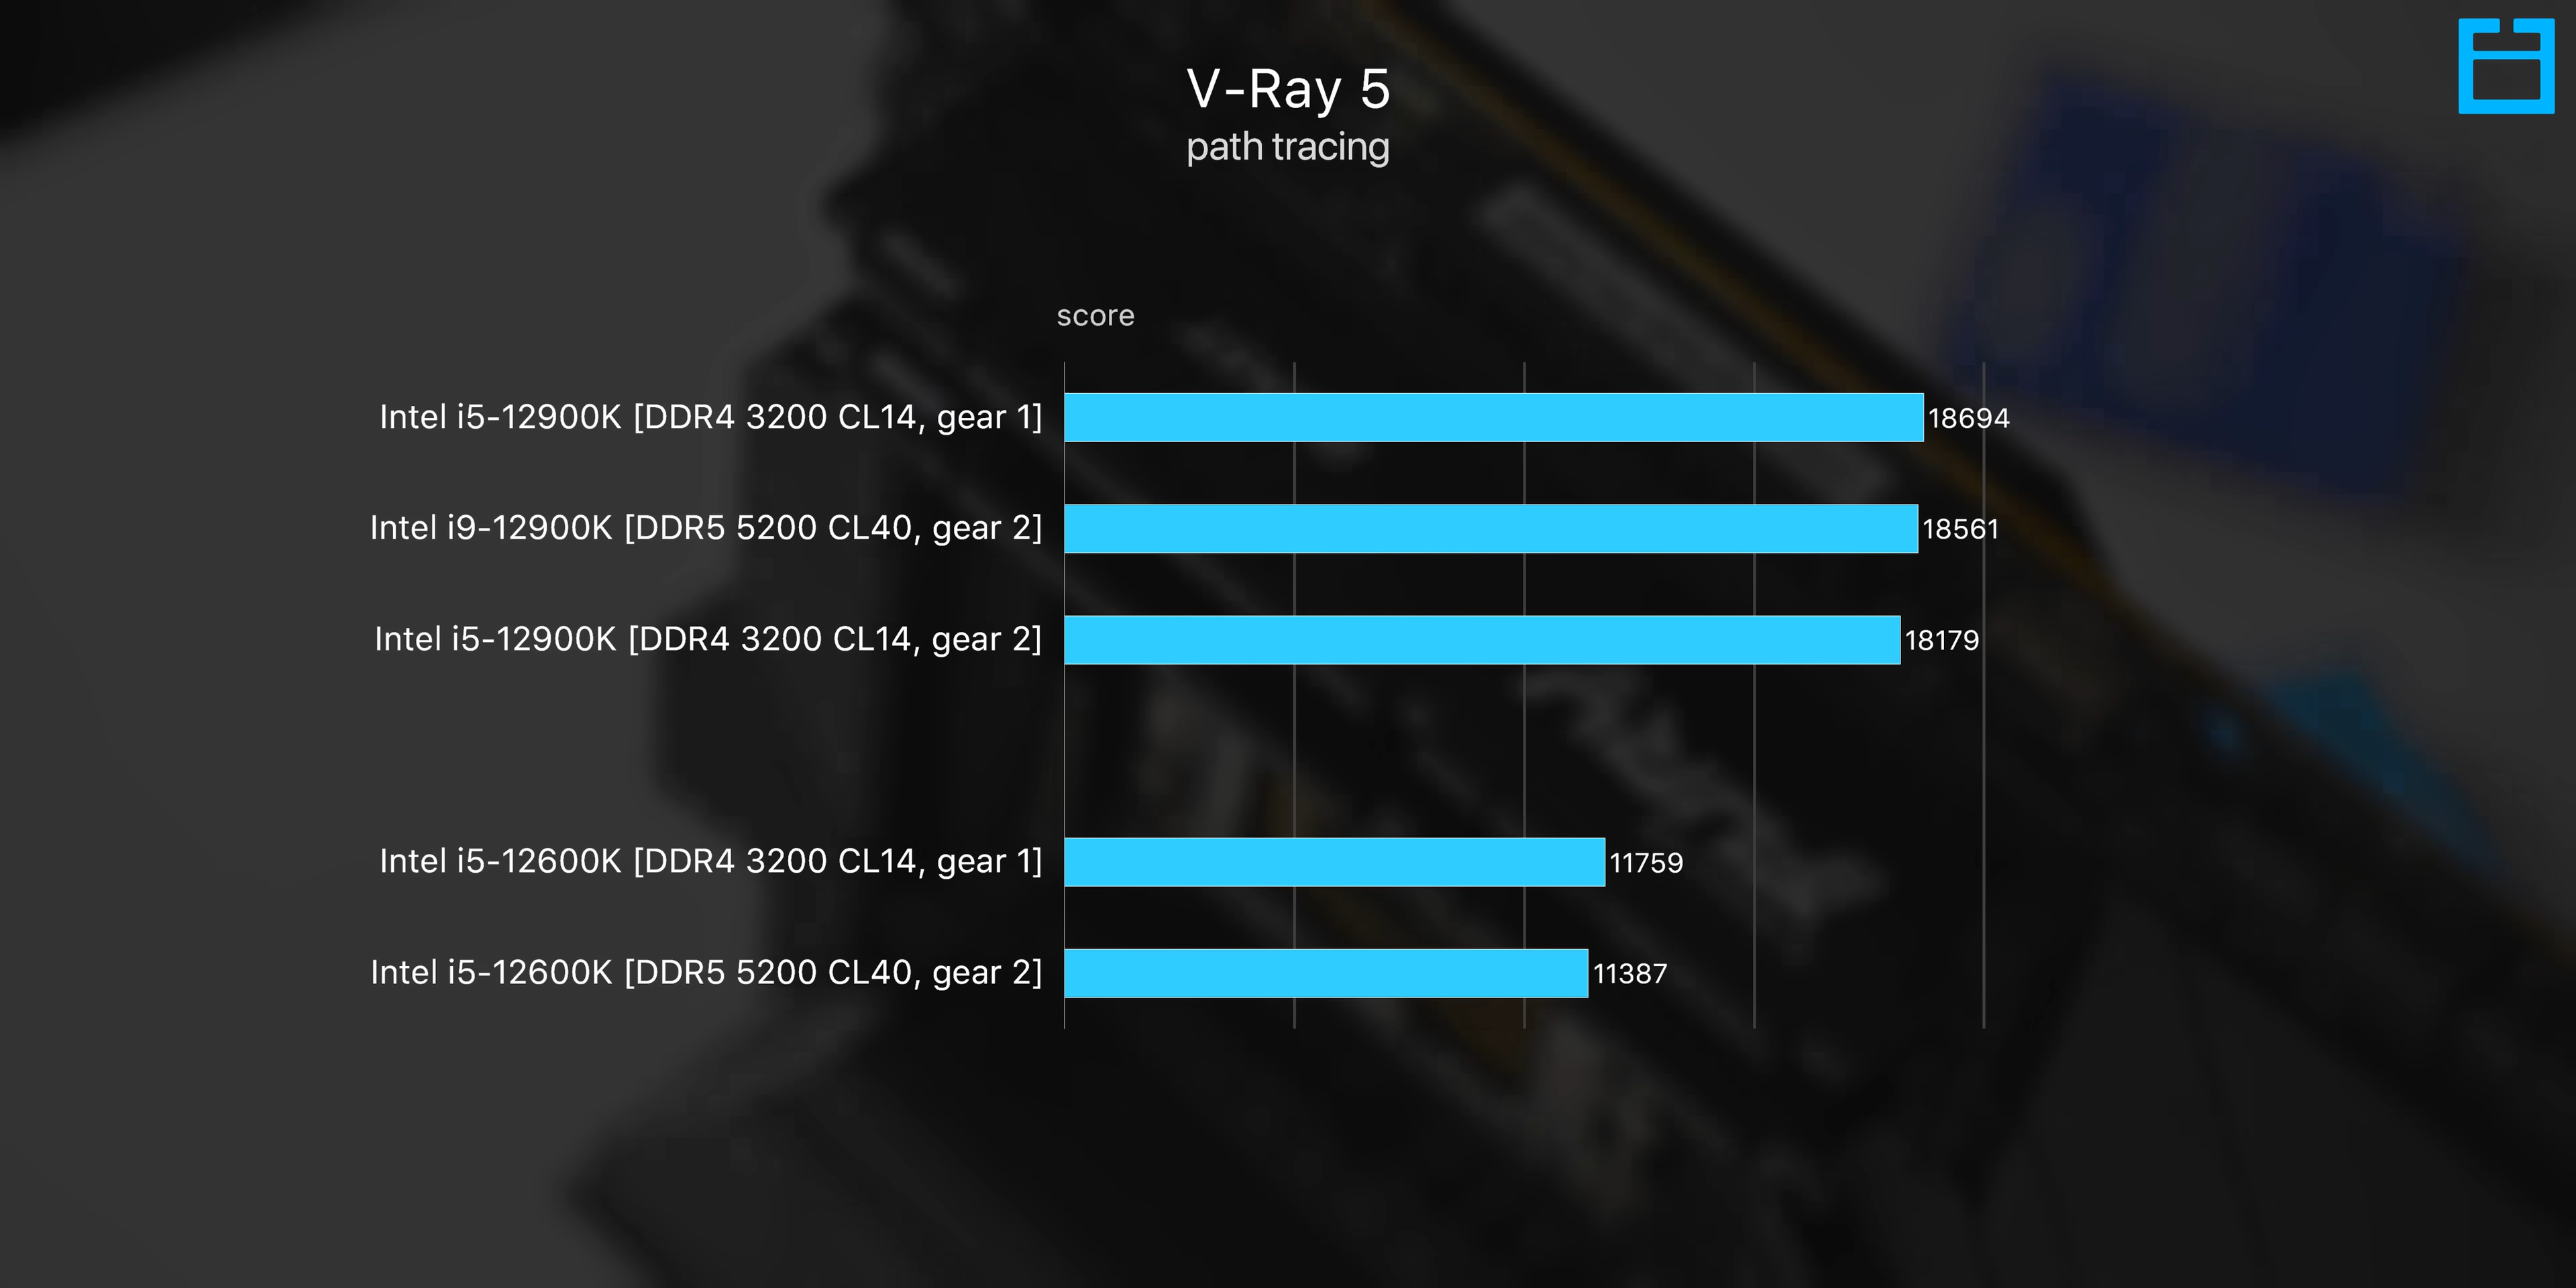 V-Ray 5
path tracing
score
Intel i5-12900K [DDR4 3200 CL14, gear 1] 18694
Intel i9-12900K [DDR5 5200 CL40, gear 2] 18561
Intel i5-12900K [DDR4 3200 CL14, gear 2] 18179
Intel i5-12600K [DDR4 3200 CL14, gear 1] 11759
Intel i5-12600K [DDR5 5200 CL40, gear 2] 11387